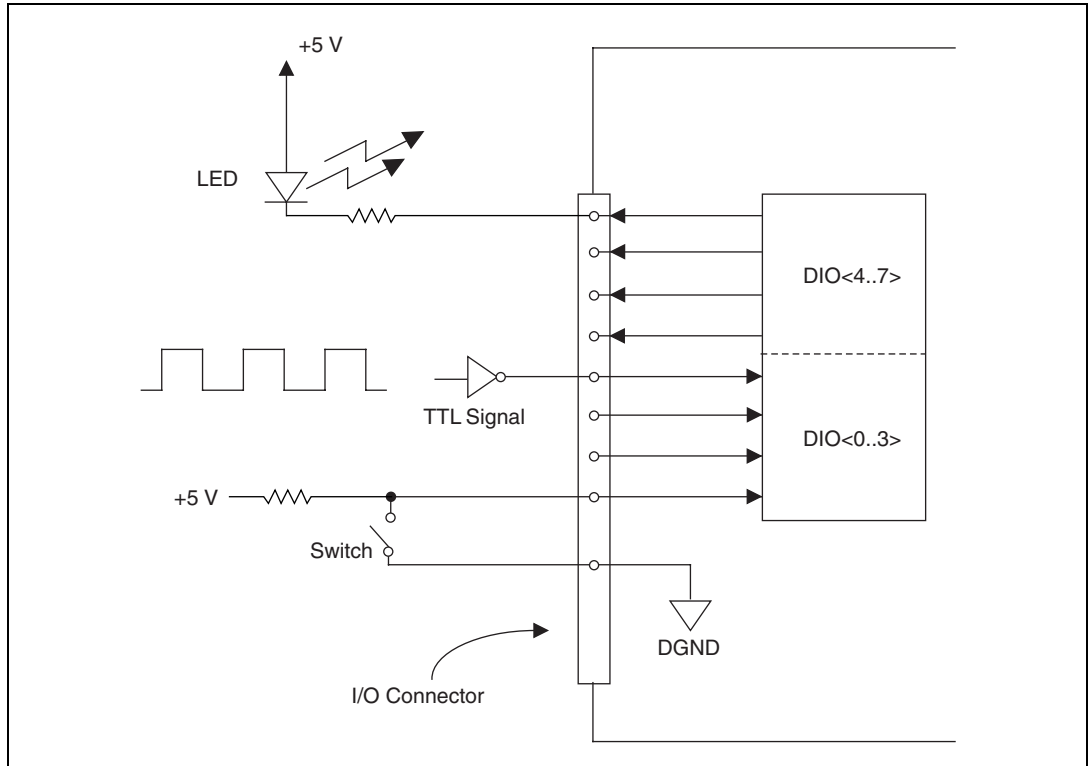 +5 V
LED
DIO<4..7>
TTL Signal
DIO<0..3>
+5 V
Switch
DGND
I/O Connector